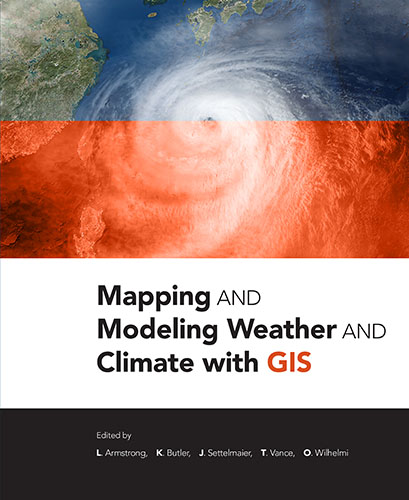 Mapping AND
Modeling Weather AND
Climate with GIS
Edited by
L. Armstrong, K. Butler, J. Settelmaier, T. Vance, O. Wilhelmi